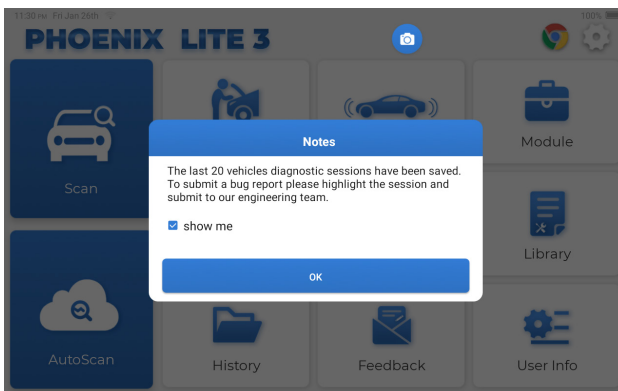 11:30 PM Fri Jan 26th
100%
PHOENIX LITE 3
Module
Notes
The last 20 vehicles diagnostic sessions have been saved.
To submit a bug report please highlight the session and
submit to our engineering team.
show me
OK
Scan
Library
AutoScan
History
Feedback
User Info